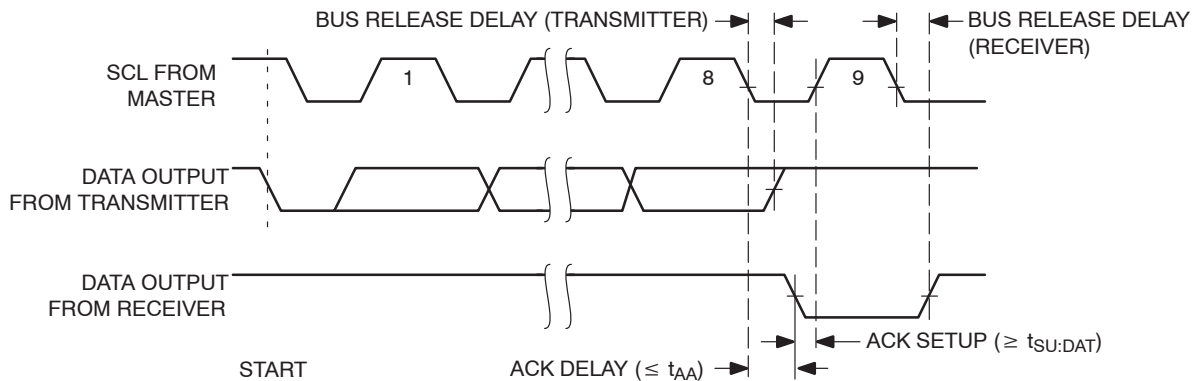 BUS RELEASE DELAY (TRANSMITTER)
BUS RELEASE DELAY
(RECEIVER)
SCL FROM
MASTER
1
8
9
DATA OUTPUT
FROM TRANSMITTER
DATA OUTPUT
FROM RECEIVER
START
ACK DELAY (≤ tAA)
ACK SETUP (≥ tSU:DAT)